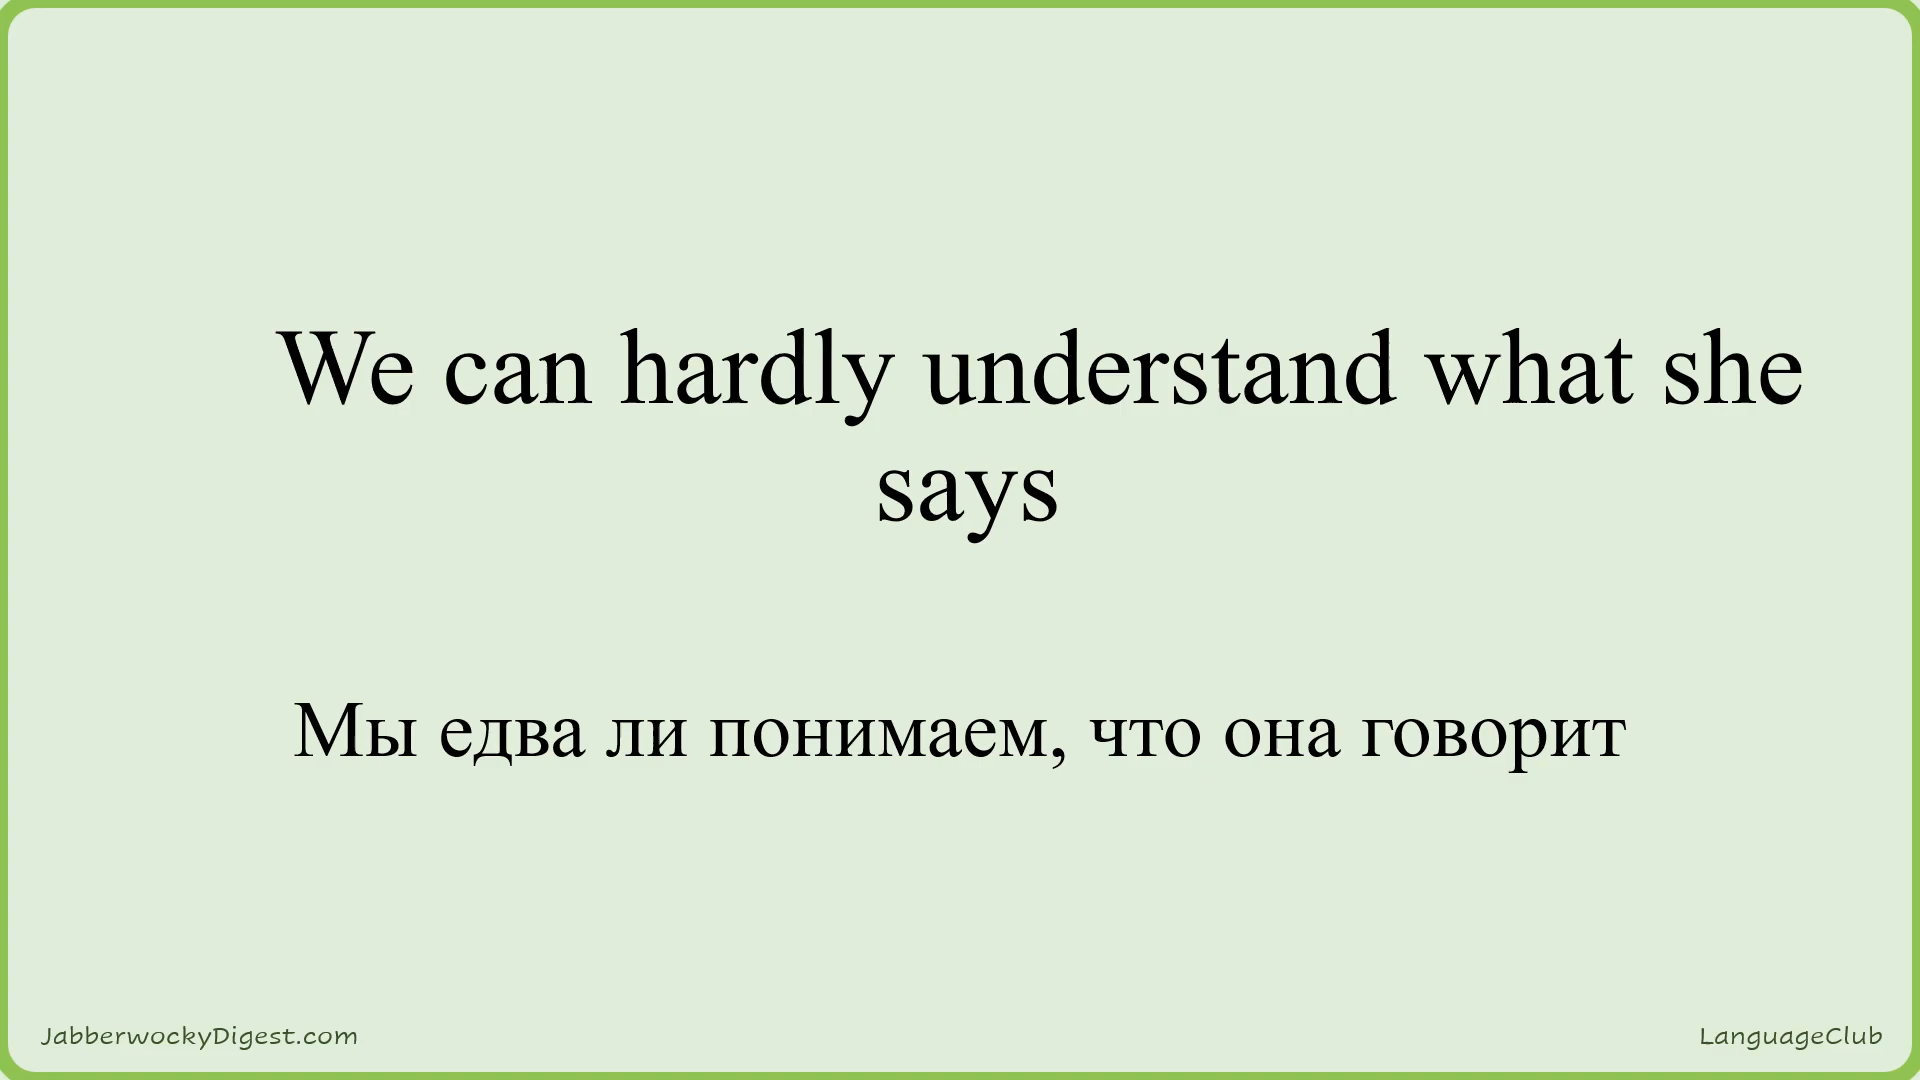 We can hardly understand what she
says
Мы едва ли понимаем, что она говорит
JabberwockyDigest.com
LanguageClub